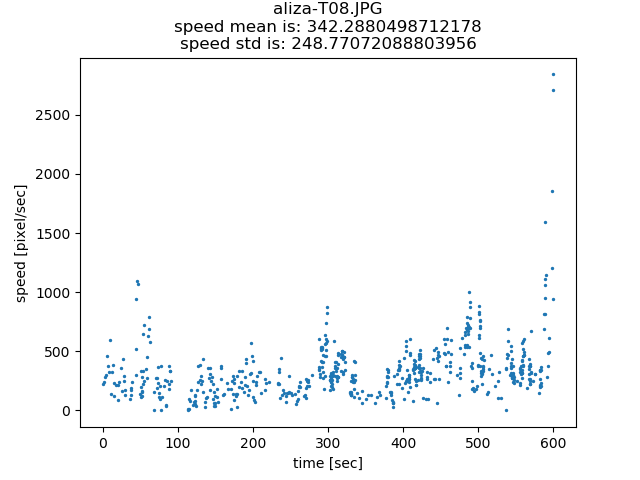 aliza-T08.JPG
speed mean is: 342.2880498712178
speed std is: 248.77072088803956
2500
2000
1500
1000
500
0
speed [pixel/sec]
0 100 200 300 400 500 600
time [sec]